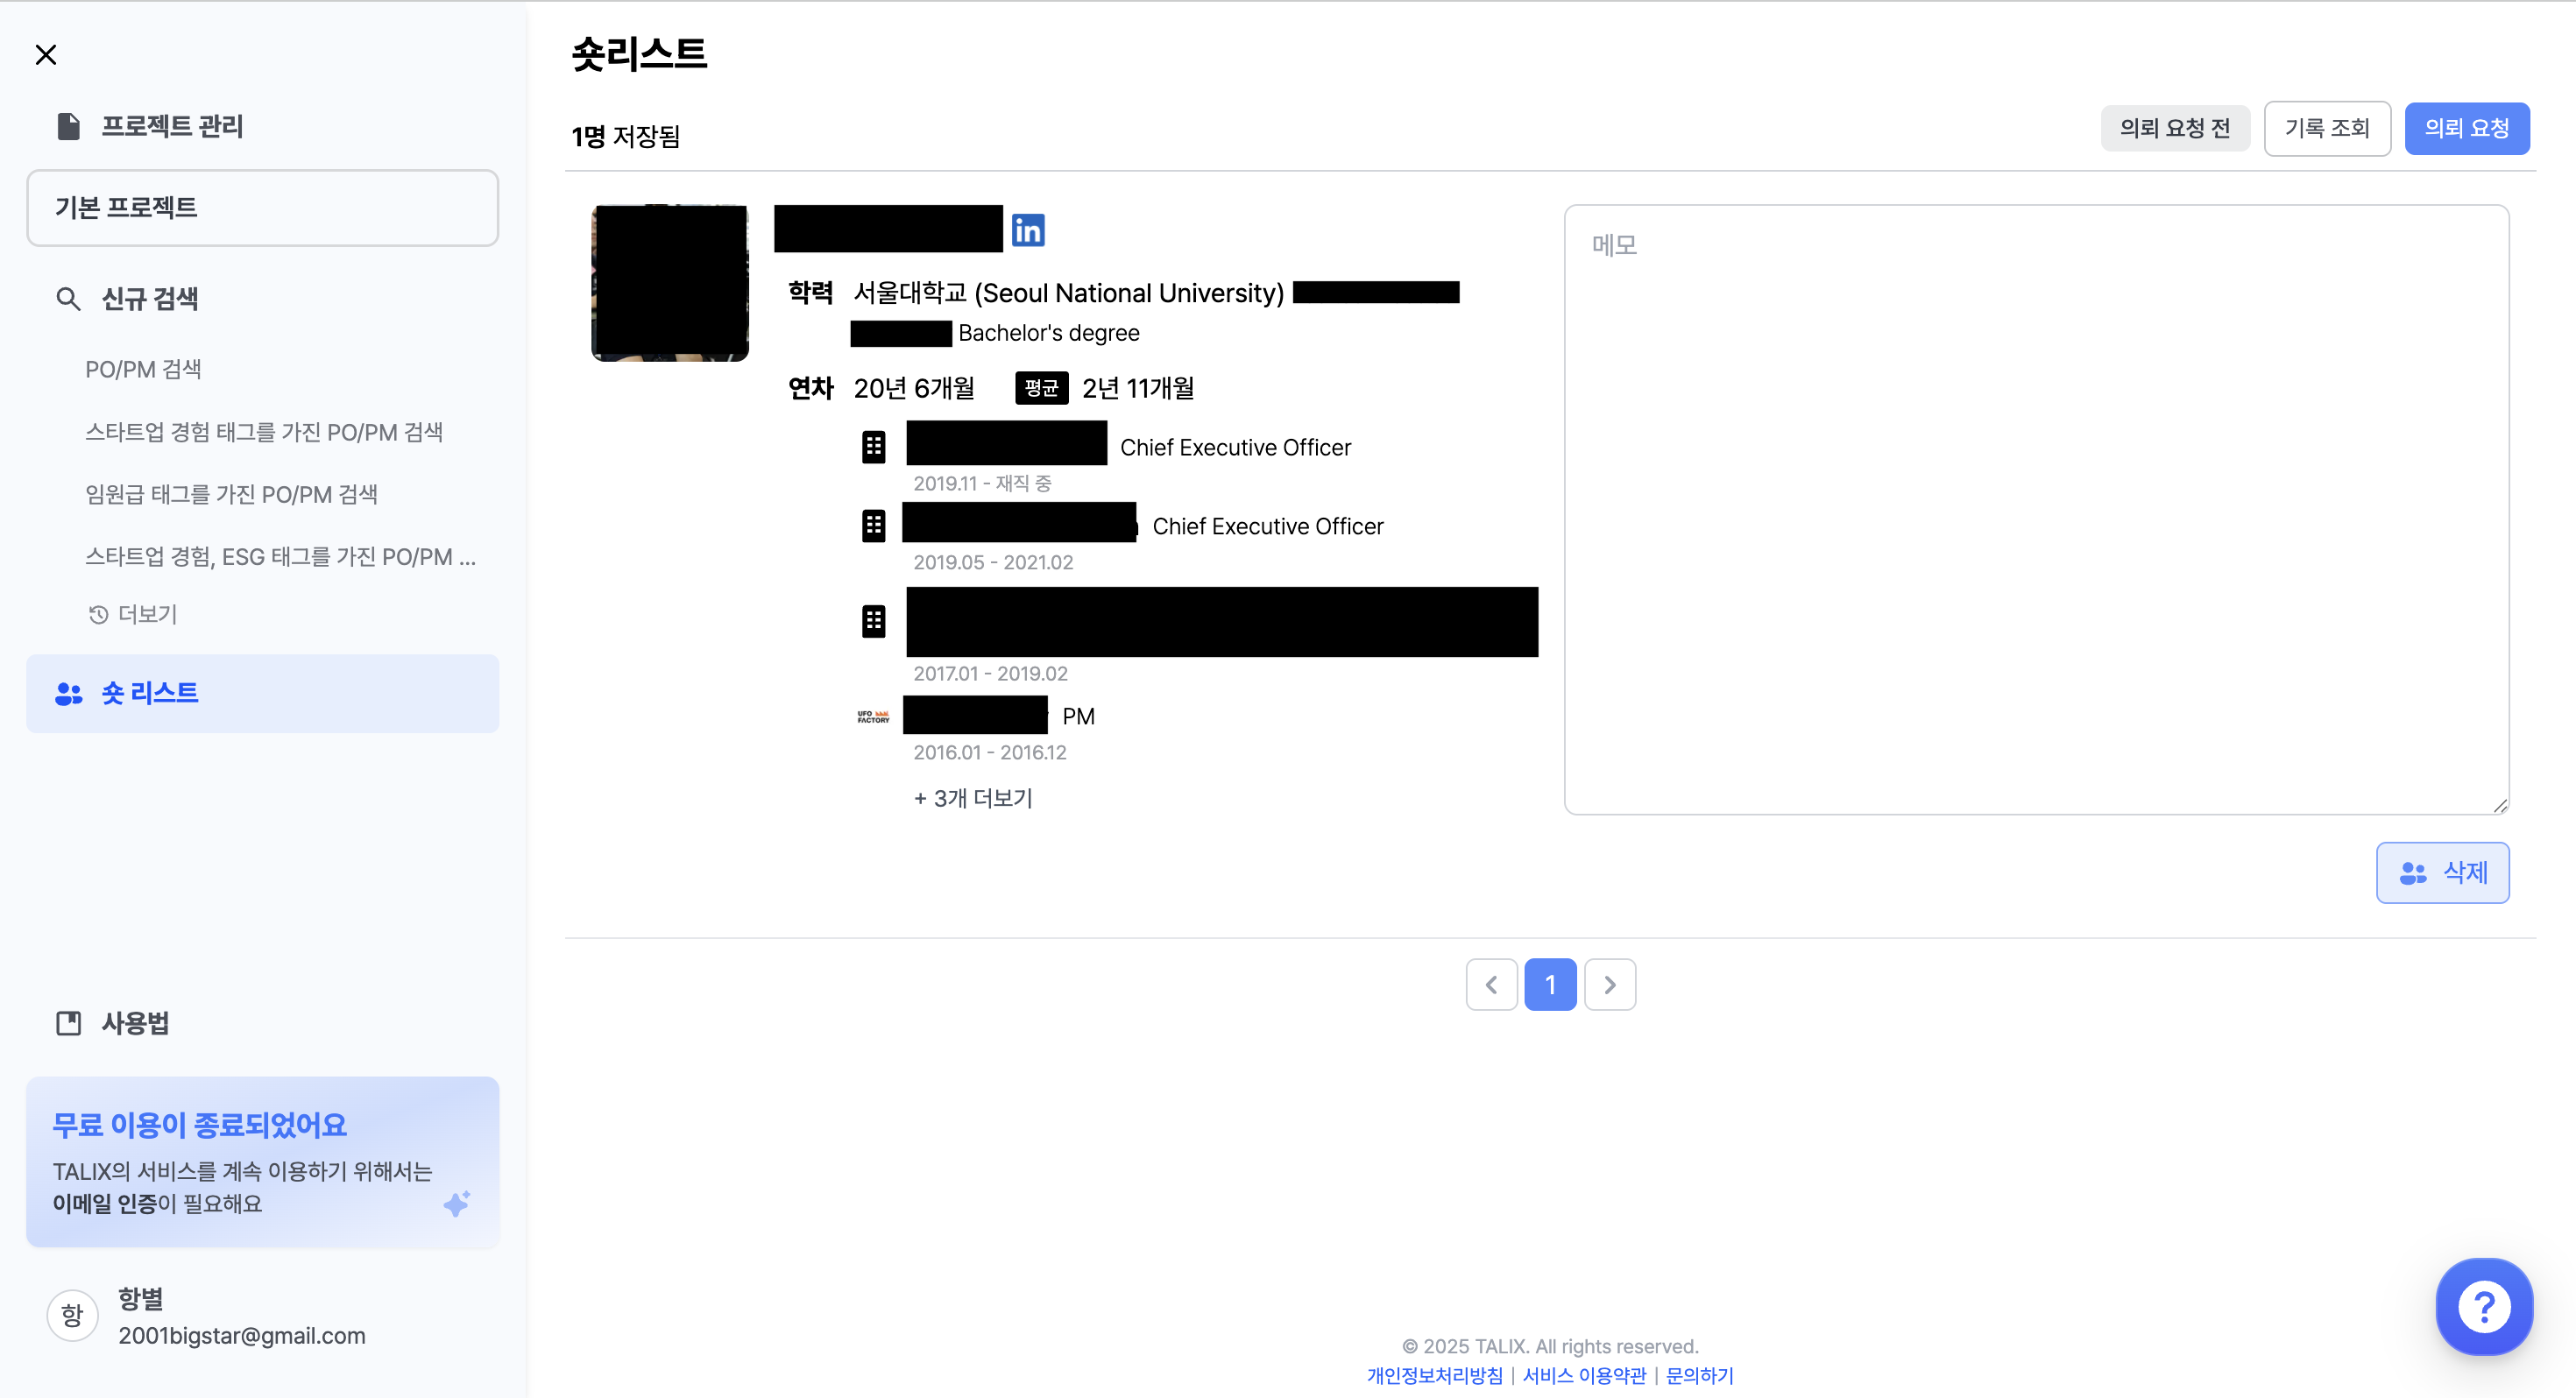 프로젝트 관리
기본 프로젝트
신규 검색
PO/PM 검색
스타트업 경험 태그를 가진 PO/PM 검색
임원급 태그를 가진 PO/PM 검색
스타트업 경험, ESG 태그를 가진 PO/PM ...
더보기
숏 리스트
사용법
무료 이용이 종료되었어요
TALIX의 서비스를 계속 이용하기 위해서는
이메일 인증이 필요해요
항
항별
2001bigstar@gmail.com
숏리스트
1명 저장됨
의뢰 요청 전
기록 조회
의뢰 요청
in
학력 서울대학교 (Seoul National University)
Bachelor's degree
연차 20년 6개월 평균 2년 11개월
Chief Executive Officer
2019.11 - 재직 중
Chief Executive Officer
2019.05 - 2021.02
2017.01 - 2019.02
UFO FACTORY PM
2016.01 - 2016.12
+ 3개 더보기
메모
삭제
1
?
© 2025 TALIX. All rights reserved.
개인정보처리방침 | 서비스 이용약관 | 문의하기